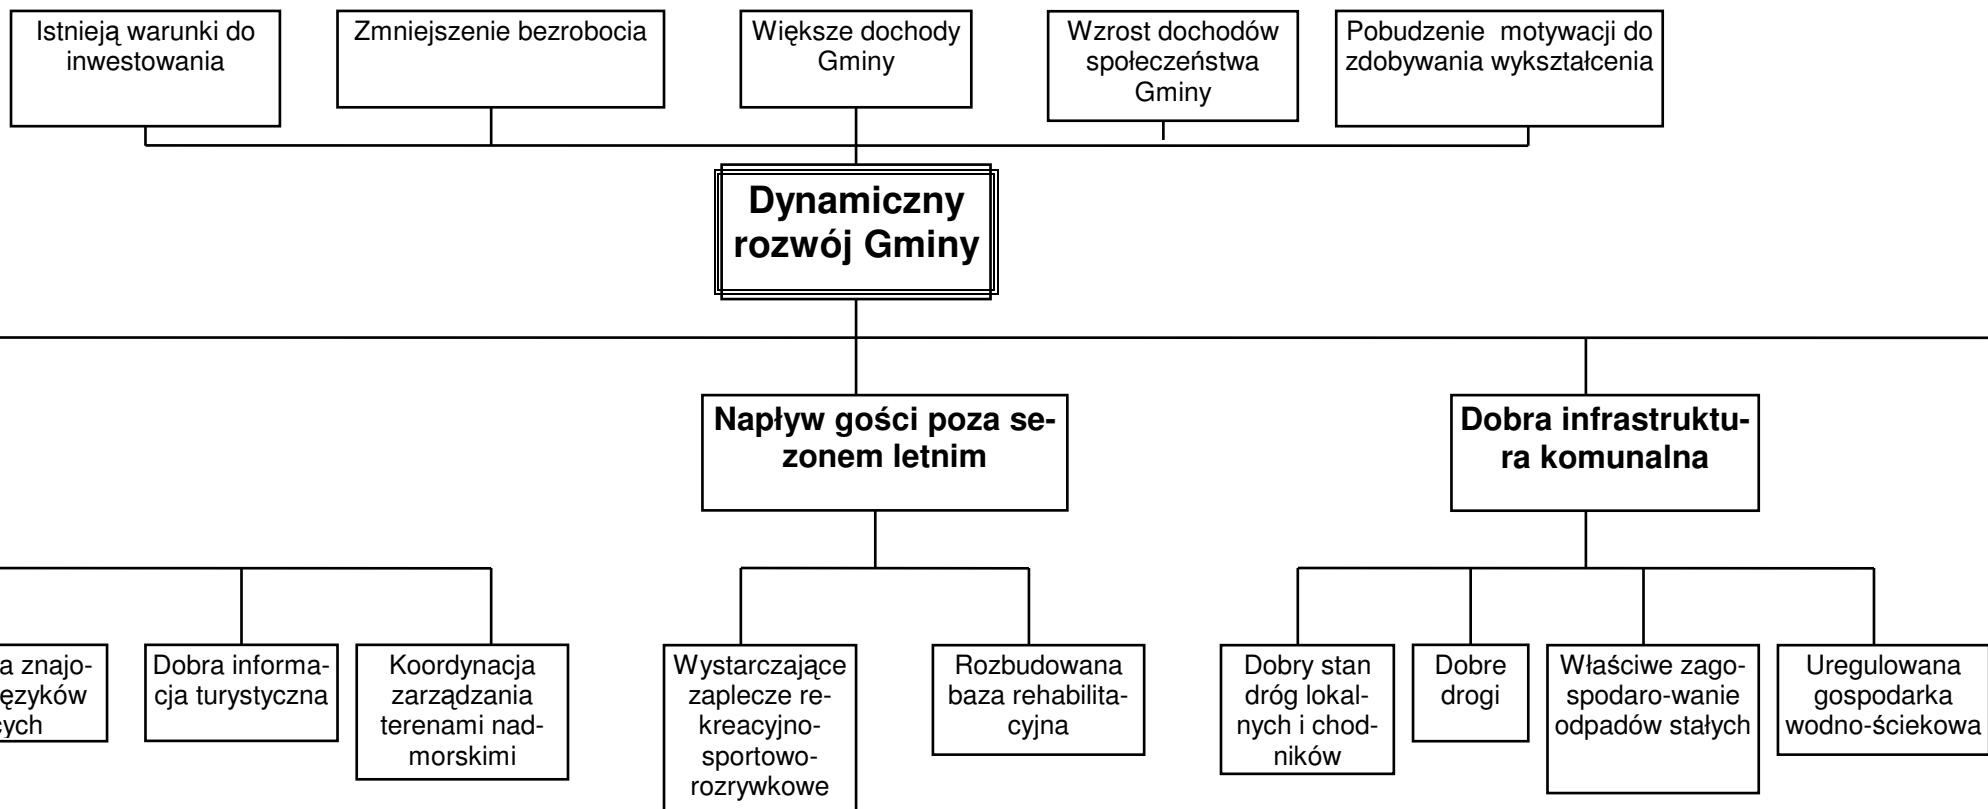 Istnieją warunki do
inwestowania
Zmniejszenie bezrobocia
Większe dochody
Gminy
Wzrost dochodów
społeczeństwa
Gminy
Pobudzenie  motywacji do
zdobywania wykształcenia
Dynamiczny
rozwój Gminy
Napływ gości poza se-
zonem letnim
Dobra infrastruktu-
ra komunalna
a znajo-
ęzyków
cych
Dobra informa-
cja turystyczna
Koordynacja
zarządzania
terenami nad-
morskimi
Wystarczające
zaplecze re-
kreacyjno-
sportowo-
rozrywkowe
Rozbudowana
baza rehabilita-
cyjna
Dobry stan
dróg lokal-
nych i chod-
ników
Dobre
drogi
Właściwe zago-
spodaro-wanie
odpadów stałych
Uregulowana
gospodarka
wodno-ściekowa